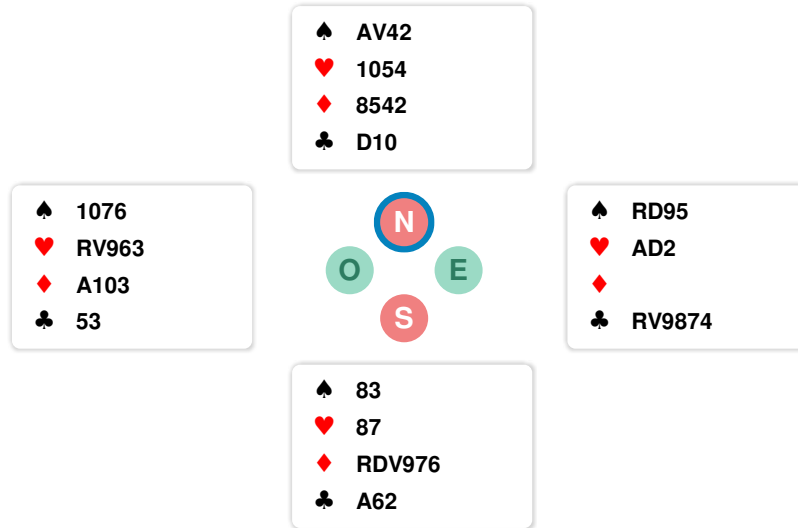 ♠ AV42
♥ 1054
♦ 8542
♣ D10
♠ 1076
♥ RV963
♦ A103
♣ 53
N
O
E
S
♠ RD95
♥ AD2
♦
♣ RV9874
♠ 83
♥ 87
♦ RDV976
♣ A62